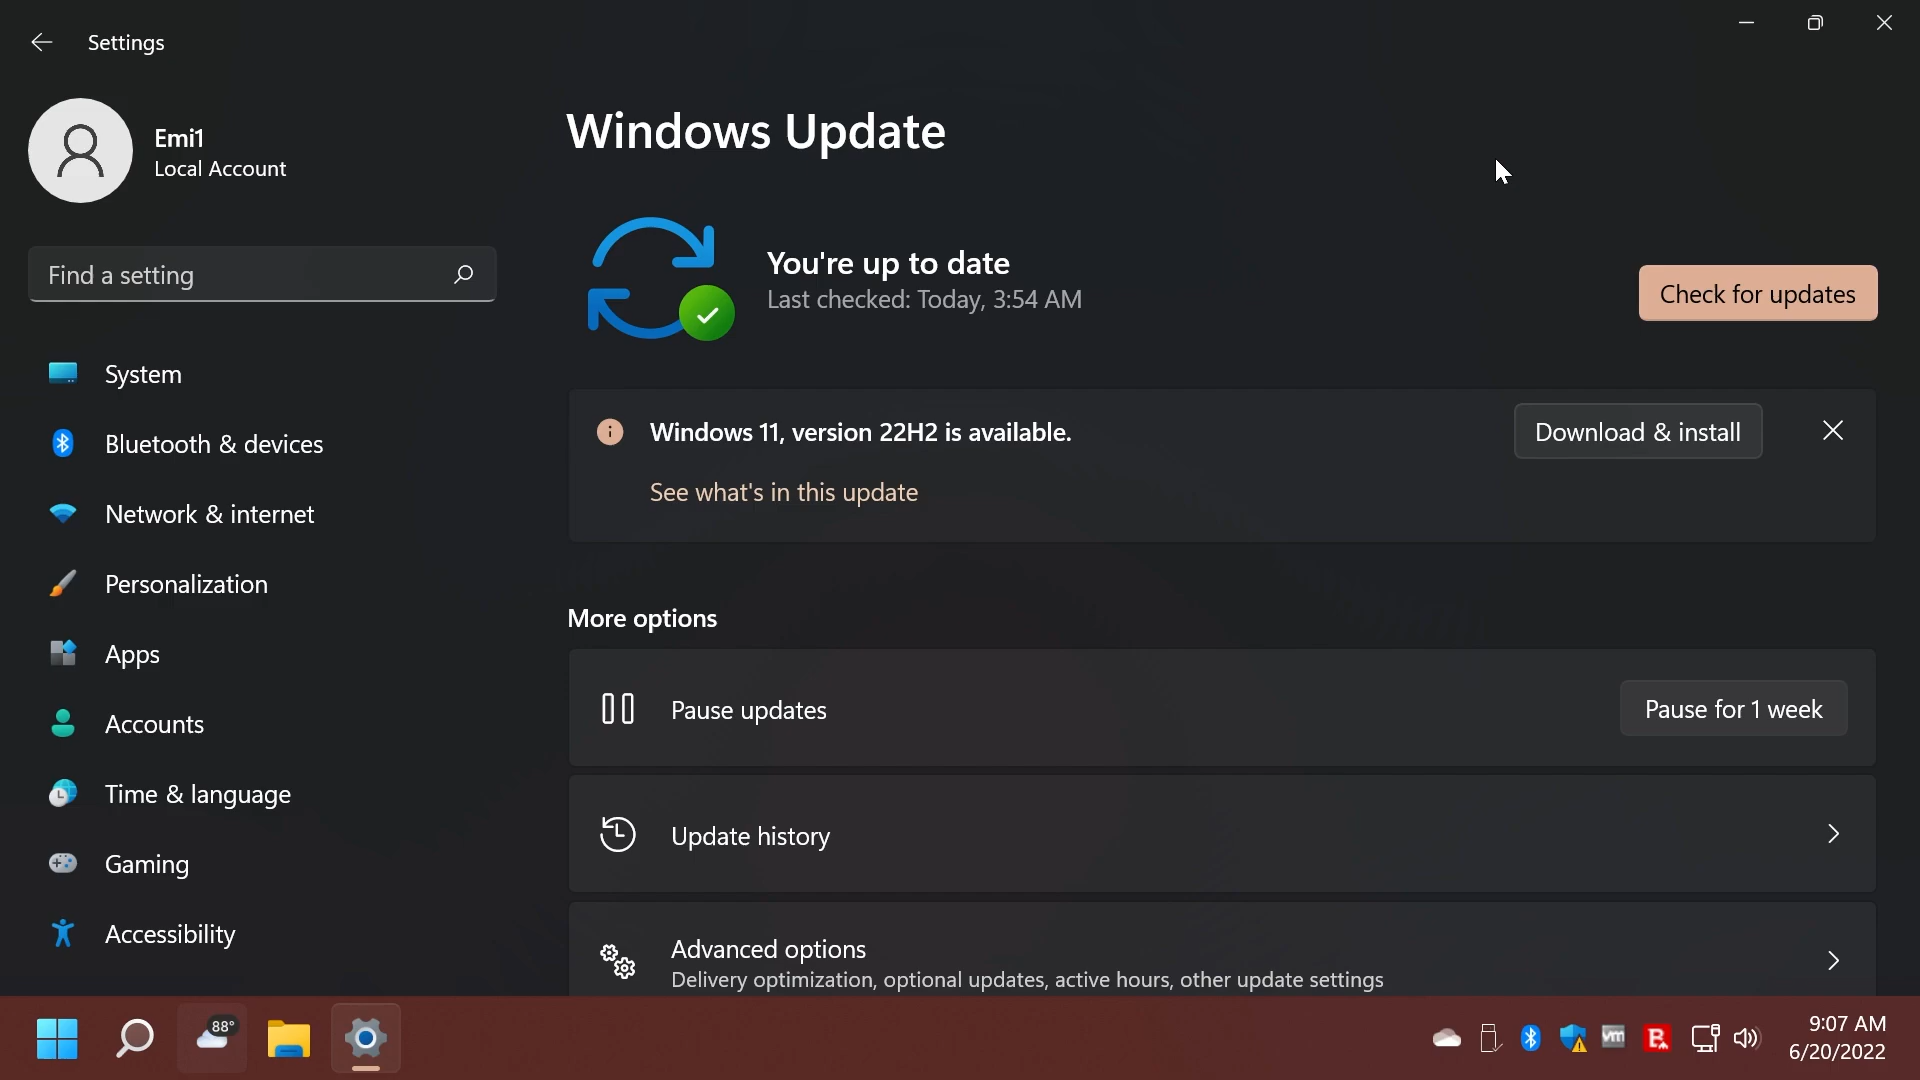 Settings
Emi1
Local Account
Find a setting
System
Bluetooth & devices
Network & internet
Personalization
Apps
Accounts
Time & language
Gaming
Accessibility
Windows Update
You're up to date
Last checked: Today, 3:54 AM
Check for updates
Windows 11, version 22H2 is available.
Download & install
See what's in this update
More options
Pause updates
Pause for 1 week
Update history
Advanced options
Delivery optimization, optional updates, active hours, other update settings
88°
vm
B
9:07 AM
6/20/2022